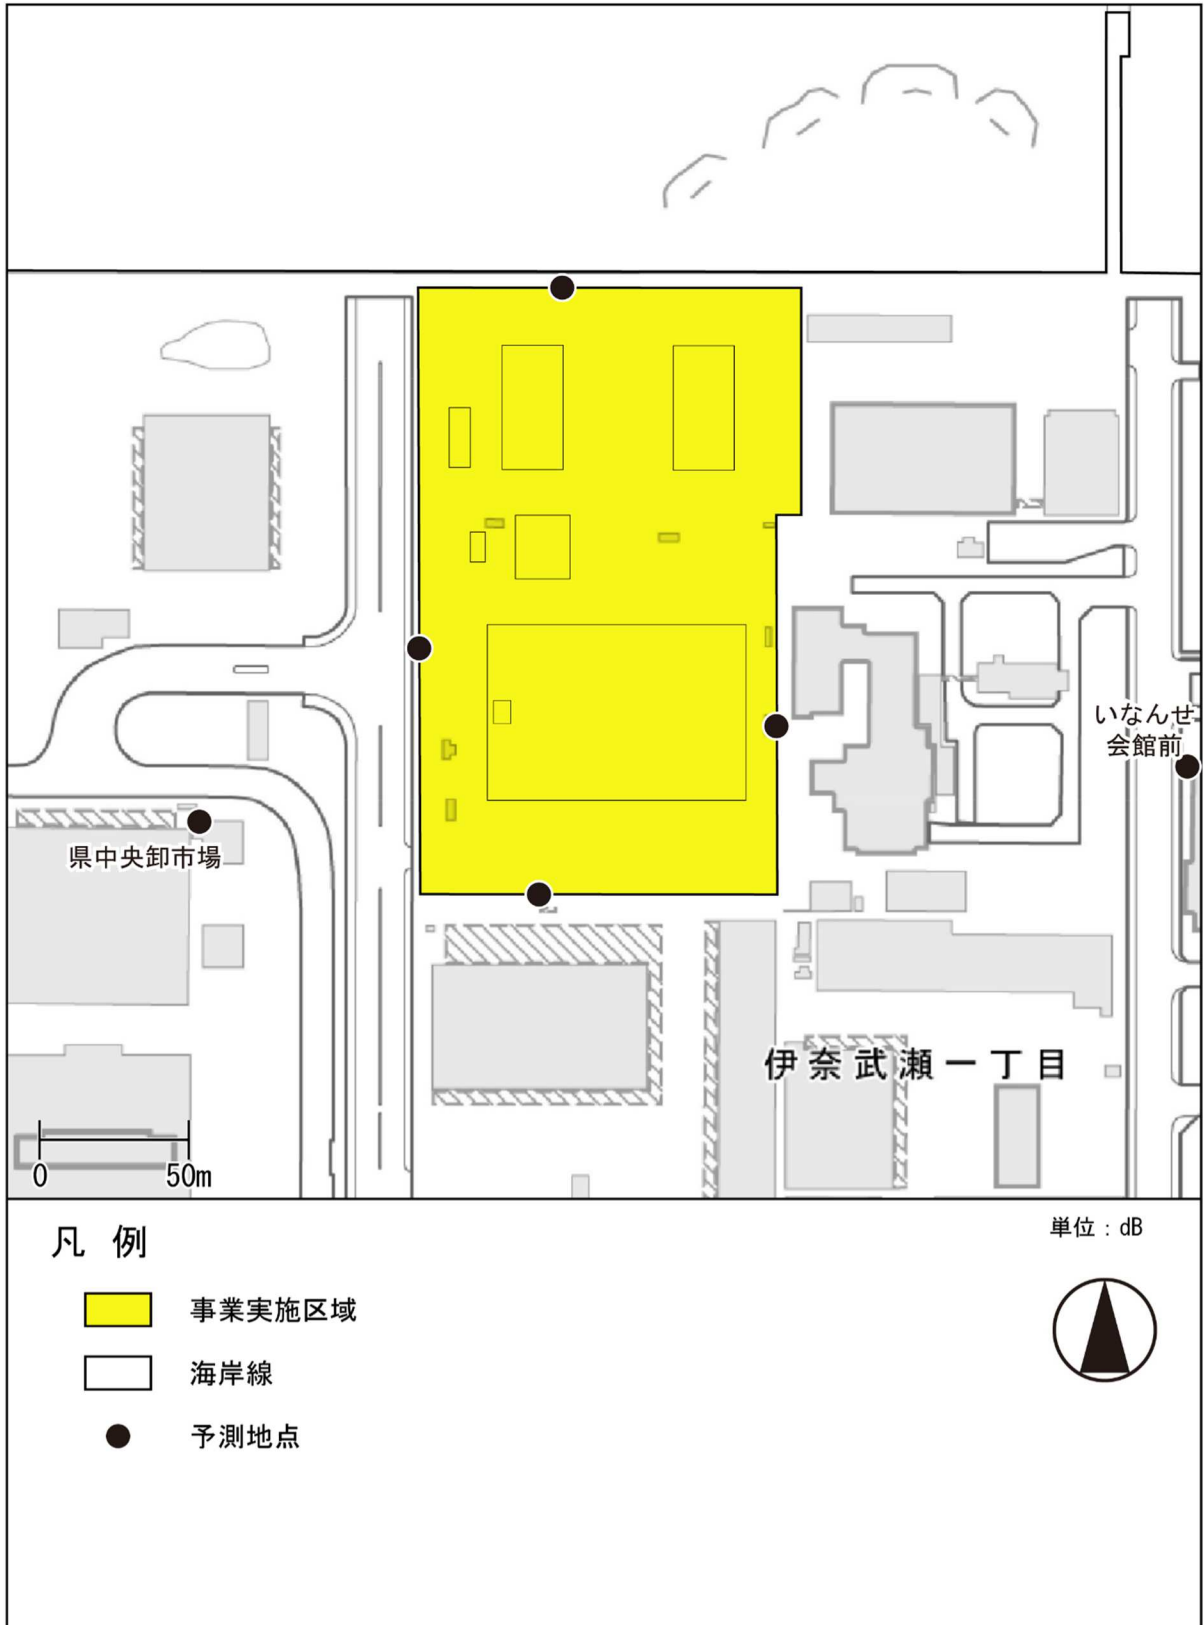 いなんせ
会館前
県中央卸市場
伊奈武瀬一丁目
0 50m
凡 例
単位：dB
事業実施区域
海岸線
予測地点